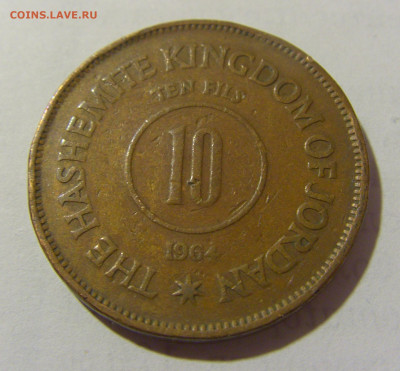 COINS.LAVE.RU
THE HASHEMITE KINGDOM OF JORDAN
TEN FILS
10
1964